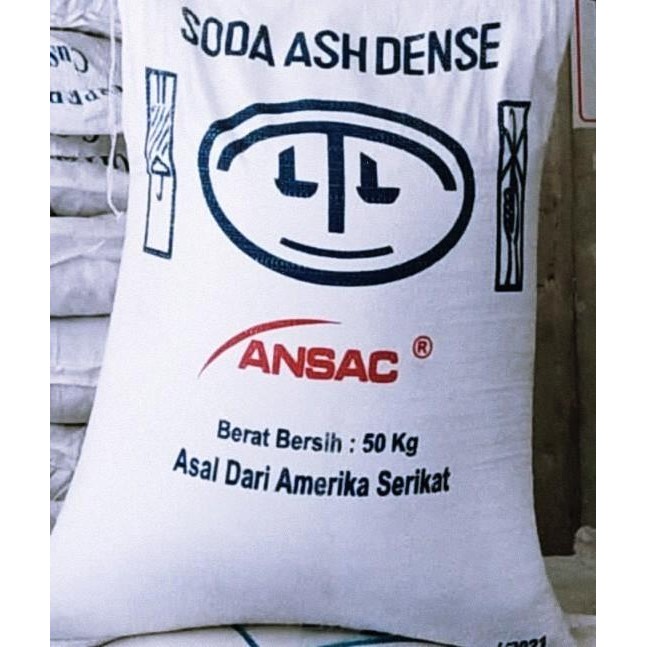 SODA ASH DENSE
ANSAC ®
Berat Bersih : 50 Kg
Asal Dari Amerika Serikat